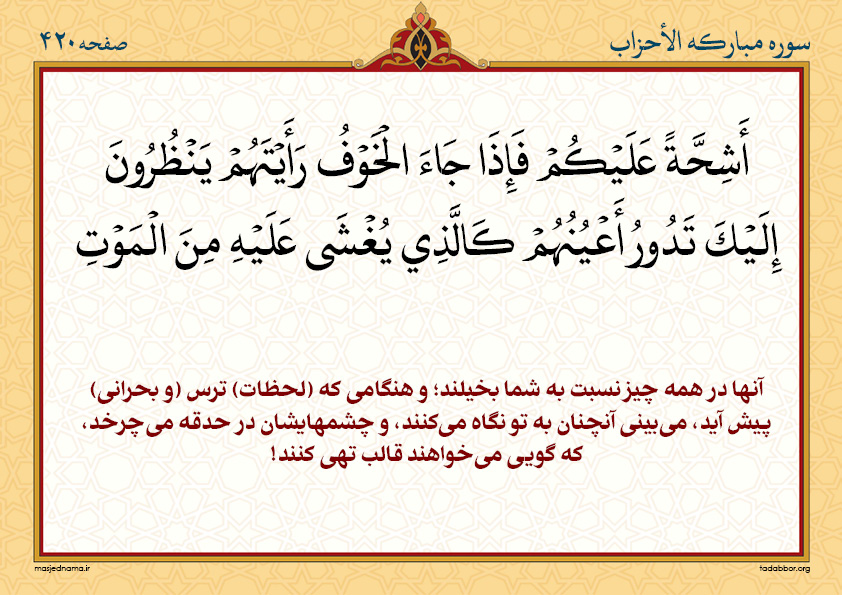 سوره مبارکه الأحزاب
صفحه ۴۲۰
أَشِحَّةً عَلَيْكُمْ فَإِذَا جَاءَ الْخَوْفُ رَأَيْتَهُمْ يَنْظُرُونَ
إِلَيْكَ تَدُورُ أَعْيُنُهُمْ كَالَّذِي يُغْشَى عَلَيْهِ مِنَ الْمَوْتِ
آنها در همه چیز نسبت به شما بخیلند؛ و هنگامی که (لحظات) ترس (و بحرانی)
پیش آید، می‌بینی آنچنان به تو نگاه می‌کنند، و چشمهایشان در حدقه می‌چرخد،
که گویی می‌خواهند قالب تهی کنند!
masjednama.ir
tadabbor.org